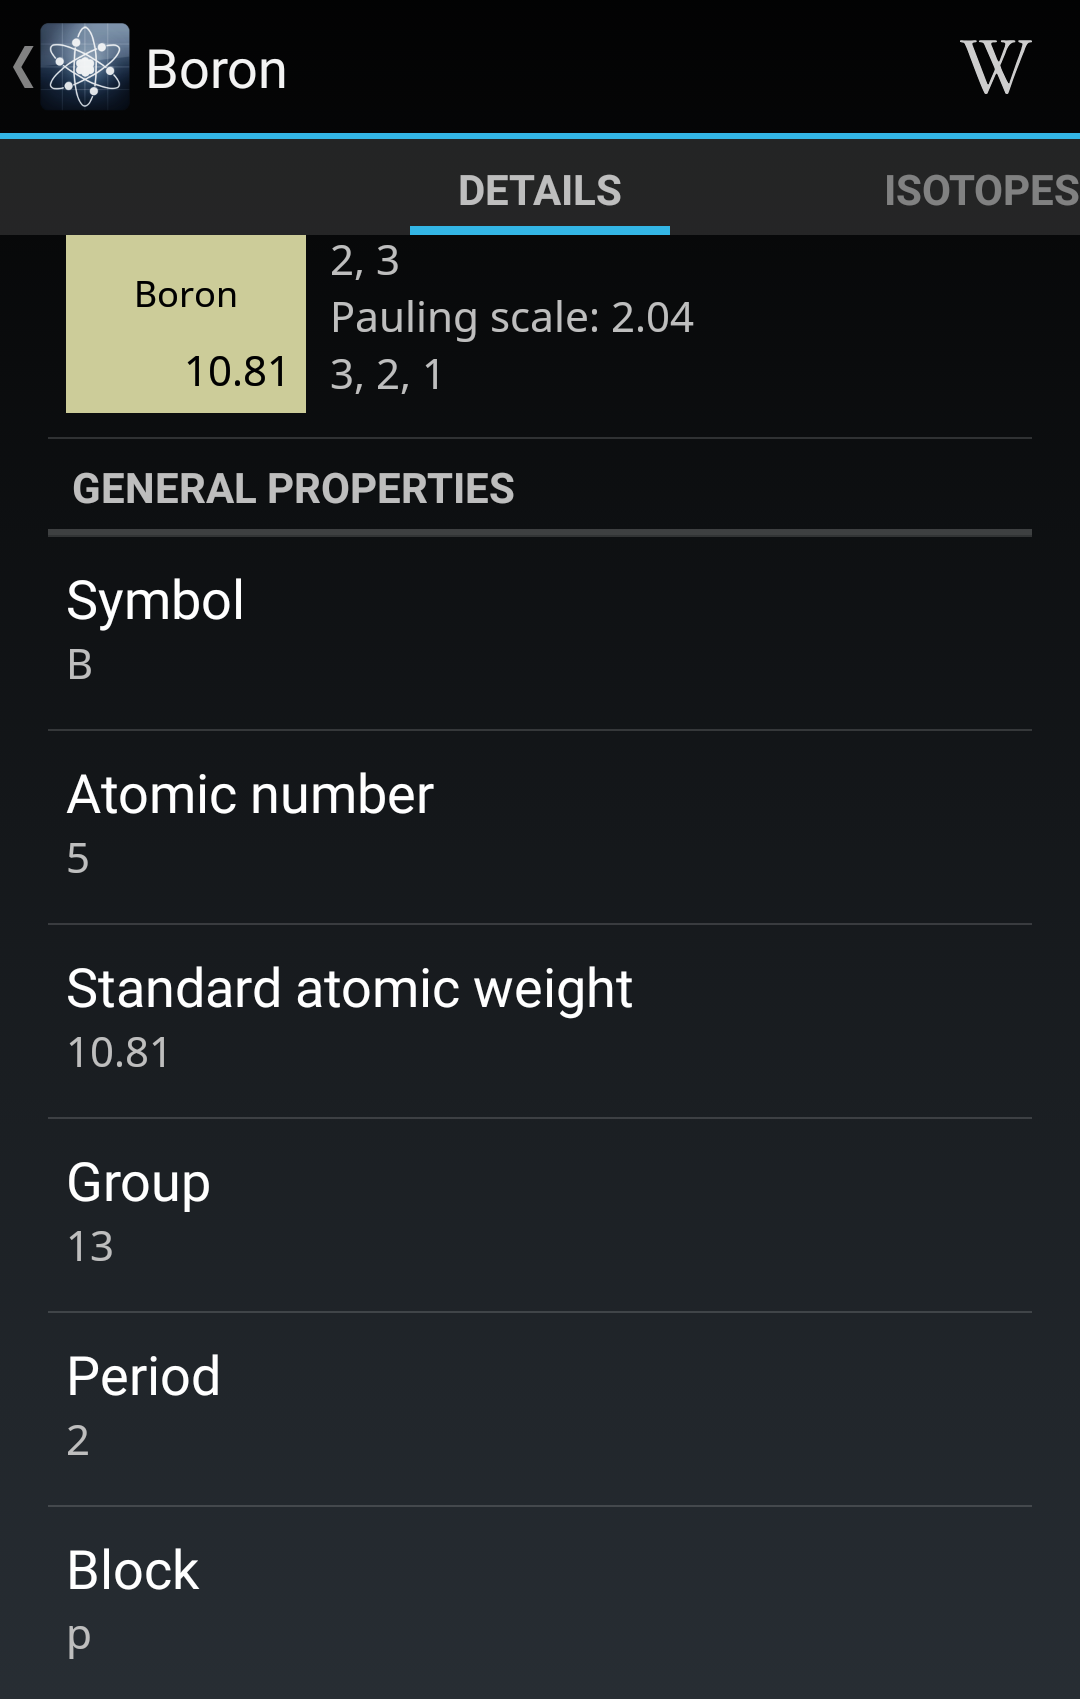 Boron
W
DETAILS
ISOTOPES
Boron
10.81
2, 3
Pauling scale: 2.04
3, 2, 1
GENERAL PROPERTIES
Symbol
B
Atomic number
5
Standard atomic weight
10.81
Group
13
Period
2
Block
p